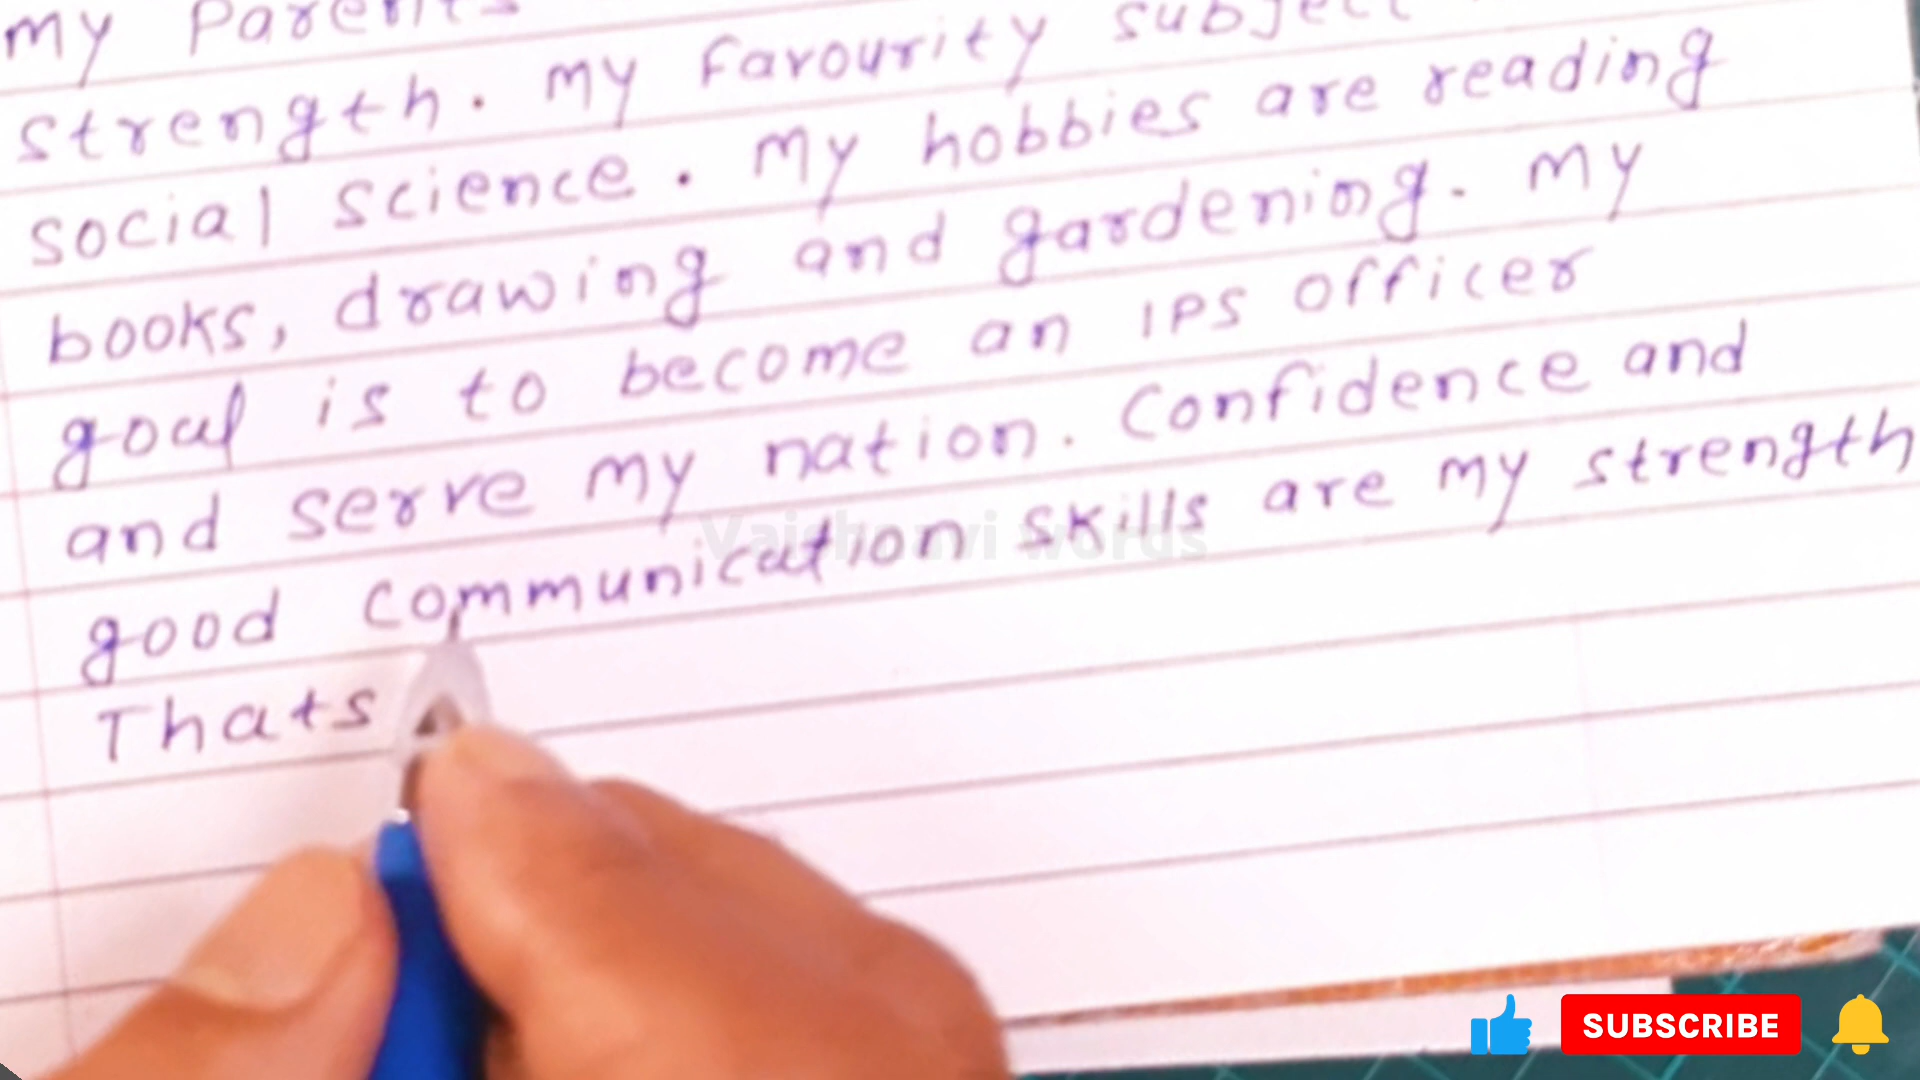 my Parents
strength. my favourity subject
social science. My hobbies are reading
books, drawing and gardening. My
goal is to become an IPS officer
and serve my nation. Confidence and
good communication skills are my strength
Thats
Vaishnavi words
SUBSCRIBE